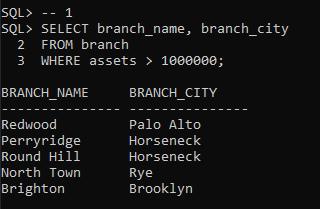 SQL> -- 1
SQL> SELECT branch_name, branch_city
  2  FROM branch
  3  WHERE assets > 1000000;

BRANCH_NAME     BRANCH_CITY
--------------- ---------------
Redwood         Palo Alto
Perryridge      Horseneck
Round Hill      Horseneck
North Town      Rye
Brighton        Brooklyn